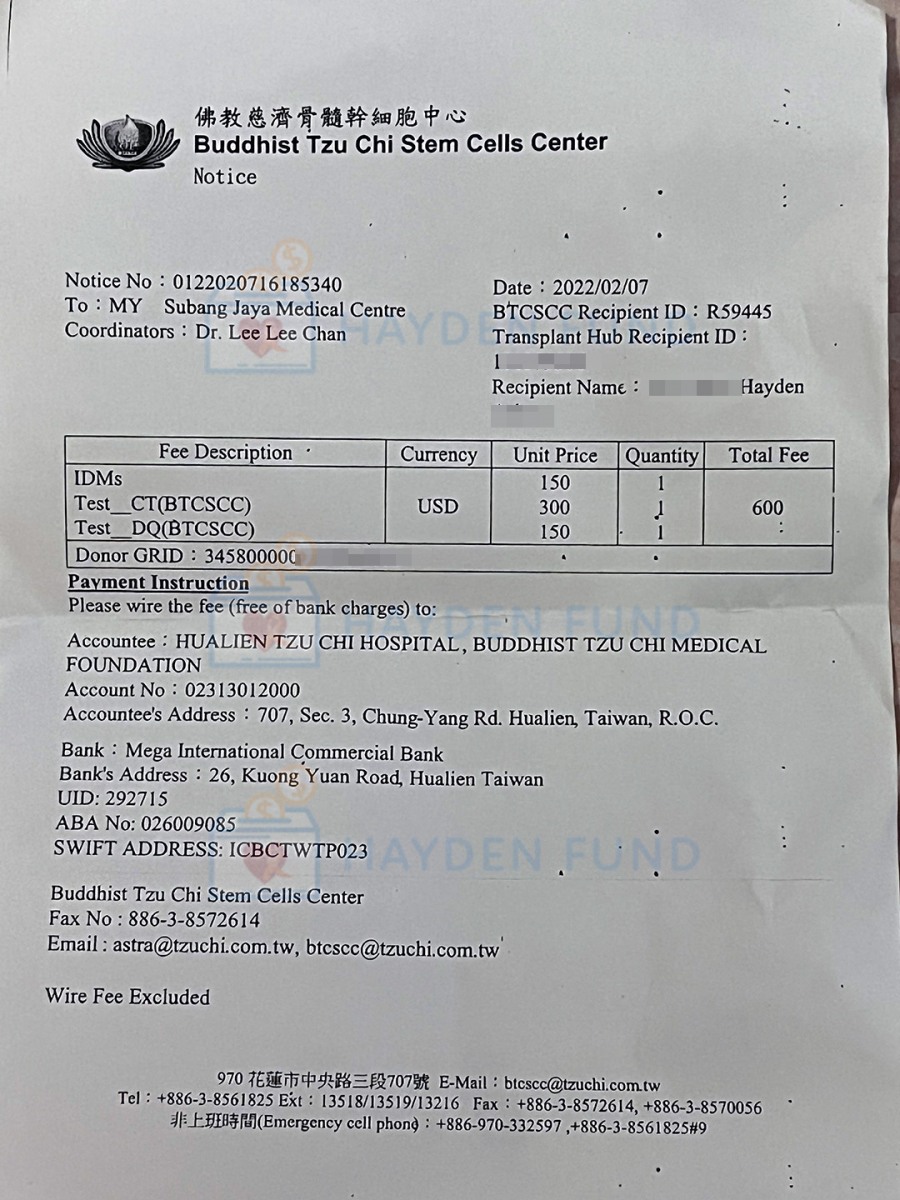 佛教慈濟骨髓幹細胞中心
Buddhist Tzu Chi Stem Cells Center
Notice
Notice No：0122020716185340
Date：2022/02/07
To：MY Subang Jaya Medical Centre
BTCSCC Recipient ID：R59445
Coordinators：Dr. Lee Lee Chan
Transplant Hub Recipient ID：
1
Recipient Name： Hayden
HAYDEN FUND
Fee Description Currency Unit Price Quantity Total Fee
IDMs 150 1
Test__CT(BTCSCC) USD 300 1 600
Test__DQ(BTCSCC) 150 1
Donor GRID：345800000
Payment Instruction
Please wire the fee (free of bank charges) to:
HAYDEN FUND
Accountee：HUALIEN TZU CHI HOSPITAL, BUDDHIST TZU CHI MEDICAL
FOUNDATION
Account No：02313012000
Accountee's Address：707, Sec. 3, Chung-Yang Rd. Hualien, Taiwan, R.O.C.
Bank：Mega International Commercial Bank
Bank's Address：26, Kuong Yuan Road, Hualien Taiwan
UID: 292715
ABA No: 026009085
SWIFT ADDRESS: ICBCTWTP023
HAYDEN FUND
Buddhist Tzu Chi Stem Cells Center
Fax No : 886-3-8572614
Email : astra@tzuchi.com.tw, btcscc@tzuchi.com.tw
Wire Fee Excluded
970 花蓮市中央路三段707號 E-Mail：btcscc@tzuchi.com.tw
Tel：+886-3-8561825 Ext：13518/13519/13216 Fax：+886-3-8572614, +886-3-8570056
非上班時間(Emergency cell phone)：+886-970-332597 ,+886-3-8561825#9